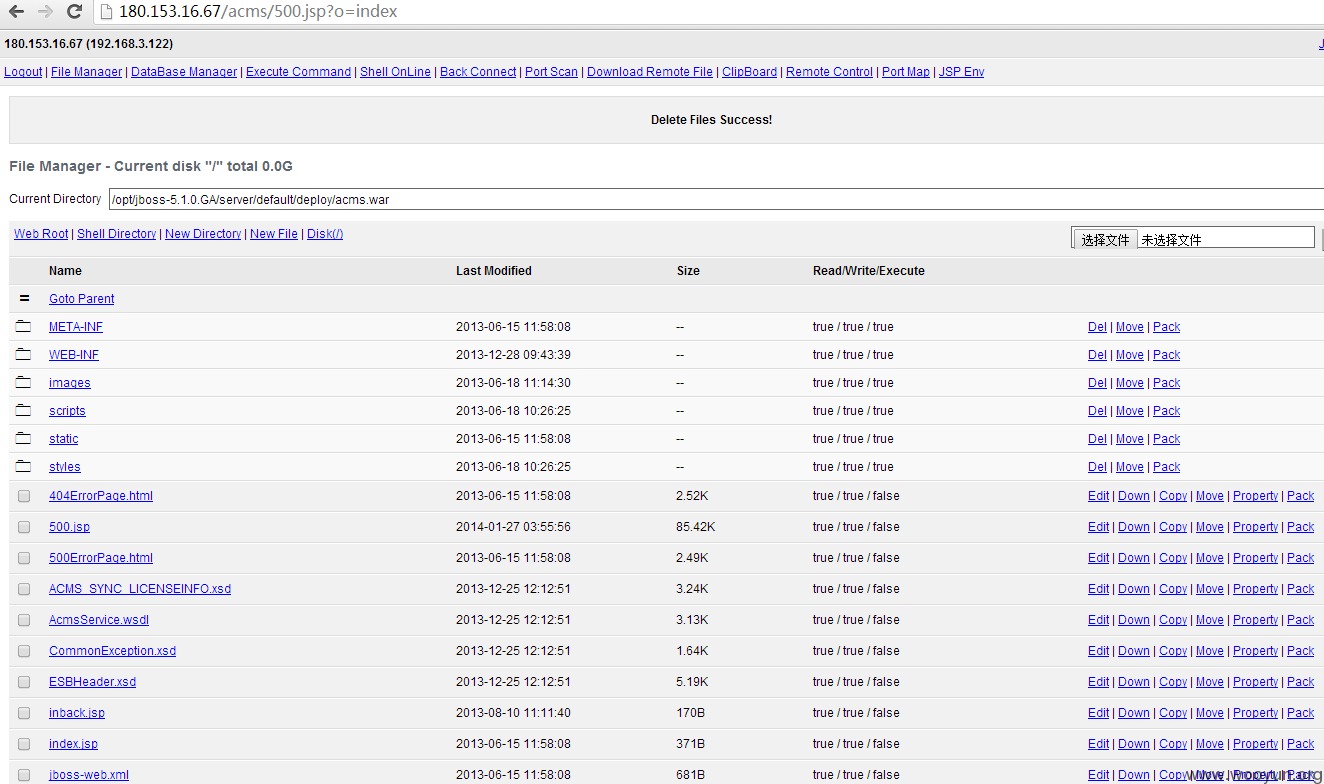 180.153.16.67/acms/500.jsp?o=index
180.153.16.67 (192.168.3.122) J
Logout | File Manager | DataBase Manager | Execute Command | Shell OnLine | Back Connect | Port Scan | Download Remote File | ClipBoard | Remote Control | Port Map | JSP Env
Delete Files Success!
File Manager - Current disk "/" total 0.0G
Current Directory /opt/jboss-5.1.0.GA/server/default/deploy/acms.war
Web Root | Shell Directory | New Directory | New File | Disk(/) 选择文件 未选择文件
Name Last Modified Size Read/Write/Execute
= Goto Parent
META-INF 2013-06-15 11:58:08 -- true / true / true Del | Move | Pack
WEB-INF 2013-12-28 09:43:39 -- true / true / true Del | Move | Pack
images 2013-06-18 11:14:30 -- true / true / true Del | Move | Pack
scripts 2013-06-18 10:26:25 -- true / true / true Del | Move | Pack
static 2013-06-15 11:58:08 -- true / true / true Del | Move | Pack
styles 2013-06-18 10:26:25 -- true / true / true Del | Move | Pack
404ErrorPage.html 2013-06-15 11:58:08 2.52K true / true / false Edit | Down | Copy | Move | Property | Pack
500.jsp 2014-01-27 03:55:56 85.42K true / true / false Edit | Down | Copy | Move | Property | Pack
500ErrorPage.html 2013-06-15 11:58:08 2.49K true / true / false Edit | Down | Copy | Move | Property | Pack
ACMS_SYNC_LICENSEINFO.xsd 2013-12-25 12:12:51 3.24K true / true / false Edit | Down | Copy | Move | Property | Pack
AcmsService.wsdl 2013-12-25 12:12:51 3.13K true / true / false Edit | Down | Copy | Move | Property | Pack
CommonException.xsd 2013-12-25 12:12:51 1.64K true / true / false Edit | Down | Copy | Move | Property | Pack
ESBHeader.xsd 2013-12-25 12:12:51 5.19K true / true / false Edit | Down | Copy | Move | Property | Pack
inback.jsp 2013-08-10 11:11:40 170B true / true / false Edit | Down | Copy | Move | Property | Pack
index.jsp 2013-06-15 11:58:08 371B true / true / false Edit | Down | Copy | Move | Property | Pack
jboss-web.xml 2013-06-15 11:58:08 681B true / true / false Edit | Down | Copy | Move | Property | Pack
www.wooyun.org